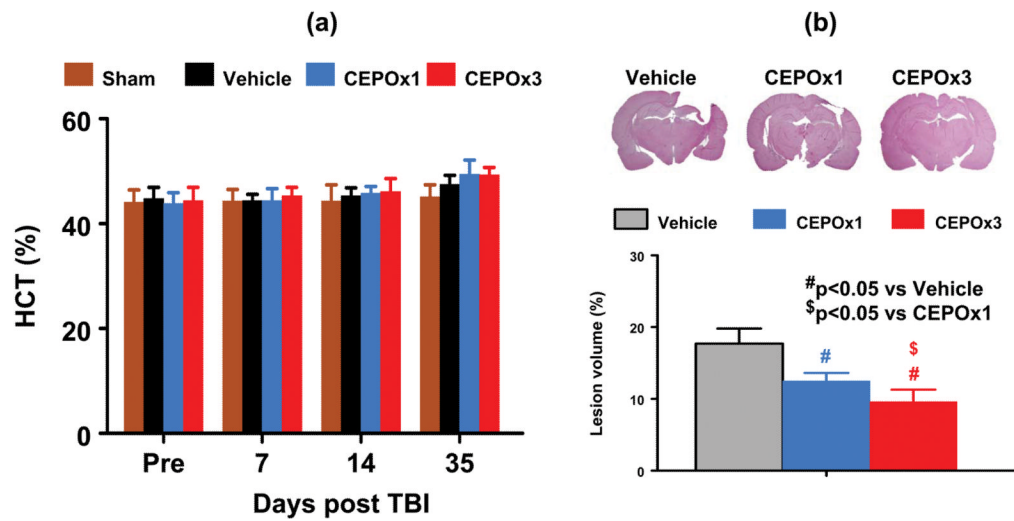 (a)
Sham Vehicle CEPOx1 CEPOx3
HCT (%)
60
40
20
0
Pre 7 14 35
Days post TBI
(b)
Vehicle CEPOx1 CEPOx3
Vehicle CEPOx1 CEPOx3
Lesion volume (%)
30
20
10
0
#p<0.05 vs Vehicle
$p<0.05 vs CEPOx1
#
$
#